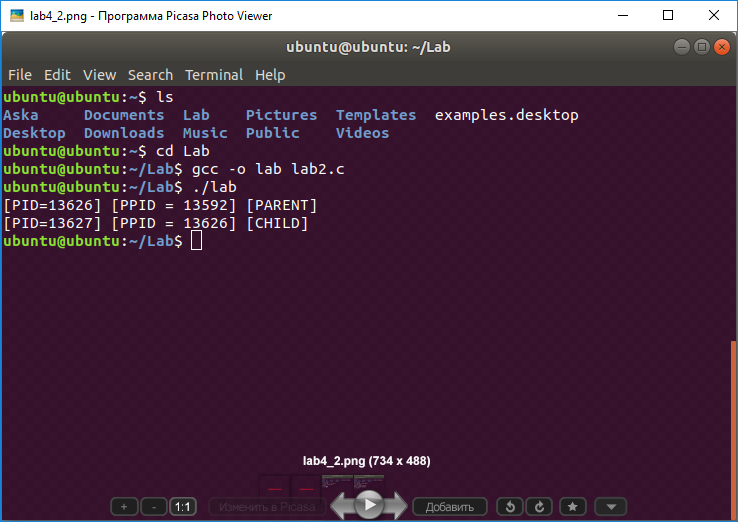 lab4_2.png - Программа Picasa Photo Viewer
ubuntu@ubuntu: ~/Lab
File Edit View Search Terminal Help
ubuntu@ubuntu:~$ ls
Aska Documents Lab Pictures Templates examples.desktop
Desktop Downloads Music Public Videos
ubuntu@ubuntu:~$ cd Lab
ubuntu@ubuntu:~/Lab$ gcc -o lab lab2.c
ubuntu@ubuntu:~/Lab$ ./lab
[PID=13626] [PPID = 13592] [PARENT]
[PID=13627] [PPID = 13626] [CHILD]
ubuntu@ubuntu:~/Lab$
lab4_2.png (734 x 488)
+ - 1:1 Изменить в Picasa Добавить